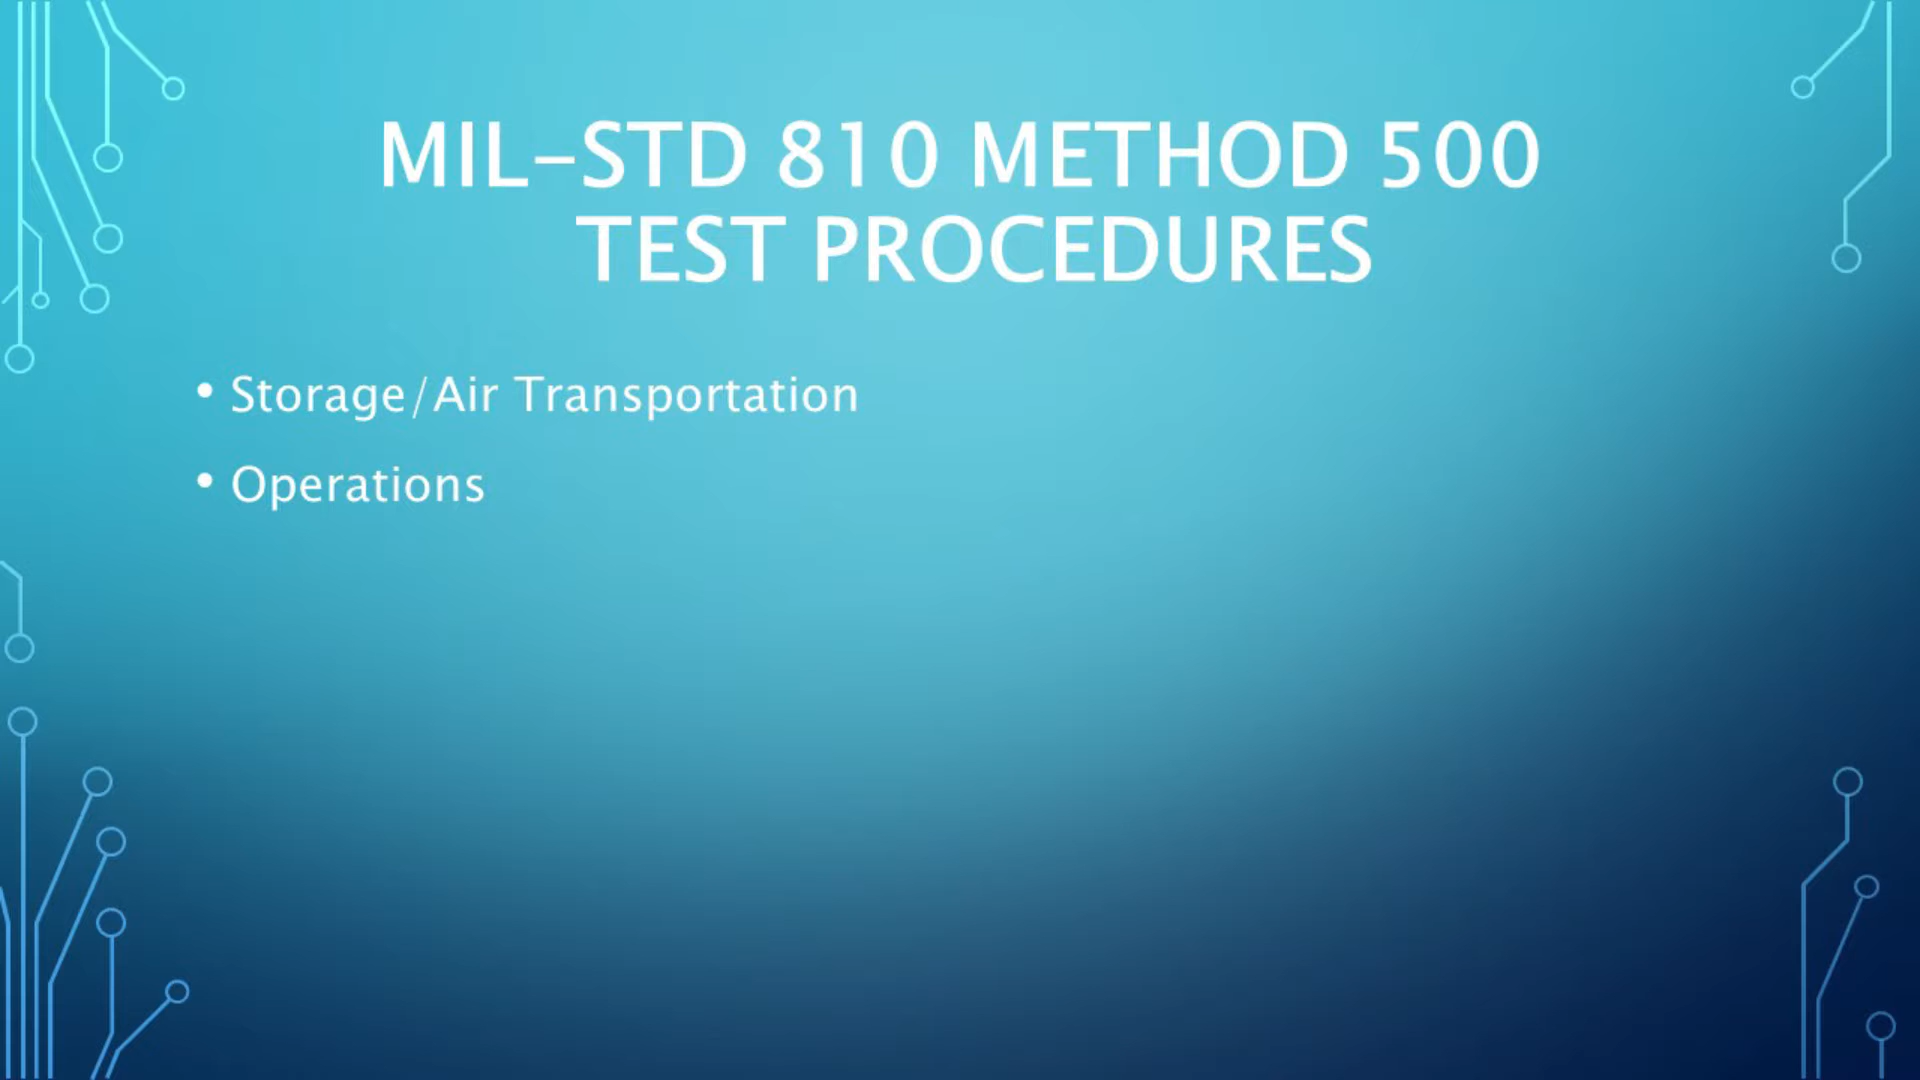 MIL-STD 810 METHOD 500
TEST PROCEDURES
• Storage/Air Transportation
• Operations